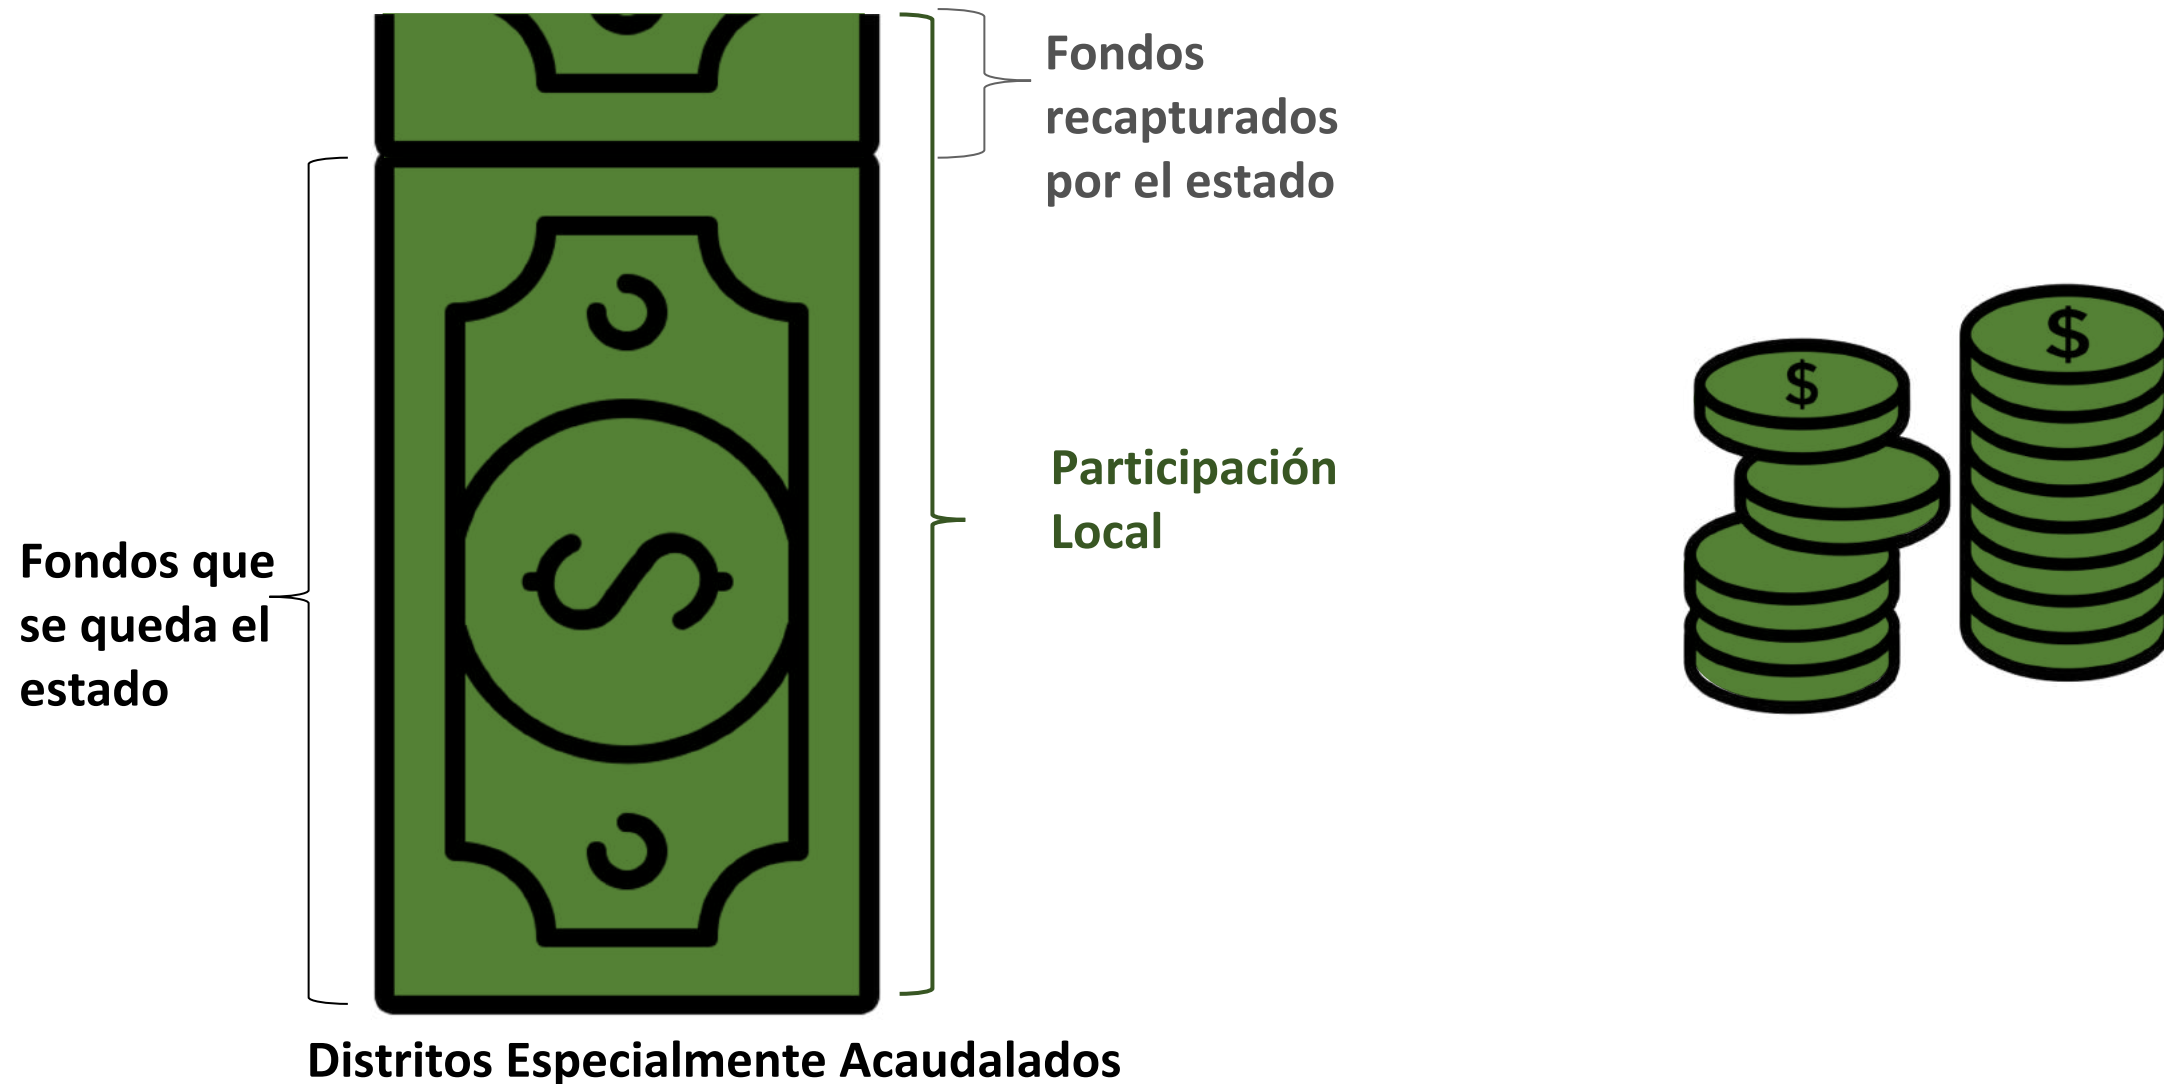 Fondos
recapturados
por el estado
Participación
Local
Fondos que
se queda el
estado
Distritos Especialmente Acaudalados
$
$